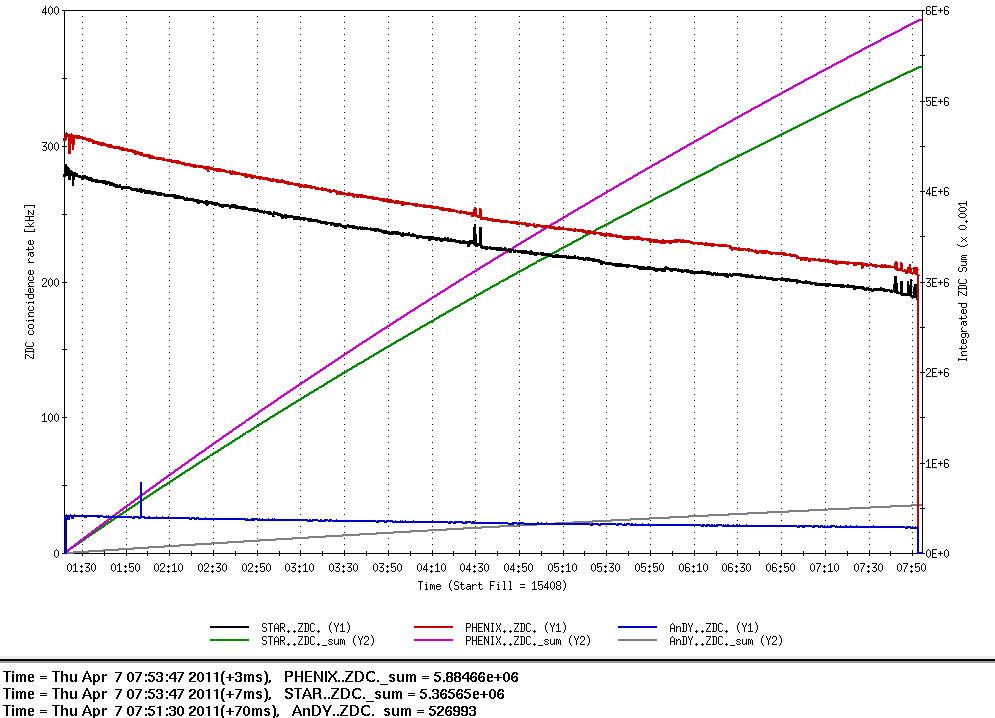 400
300
200
100
0
ZDC coincidence rate [kHz]
6E+6
5E+6
4E+6
3E+6
2E+6
1E+6
0E+0
Integrated ZDC Sum (x 0.001
01:30 01:50 02:10 02:30 02:50 03:10 03:30 03:50 04:10 04:30 04:50 05:10 05:30 05:50 06:10 06:30 06:50 07:10 07:30 07:50
Time (Start Fill = 15408)
STAR..ZDC. (Y1) PHENIX..ZDC. (Y1) AnDY..ZDC. (Y1)
STAR..ZDC._sum (Y2) PHENIX..ZDC._sum (Y2) AnDY..ZDC._sum (Y2)
Time = Thu Apr 7 07:53:47 2011(+3ms), PHENIX..ZDC._sum = 5.88466e+06
Time = Thu Apr 7 07:53:47 2011(+7ms), STAR..ZDC._sum = 5.36565e+06
Time = Thu Apr 7 07:51:30 2011(+70ms), AnDY..ZDC._sum = 526993